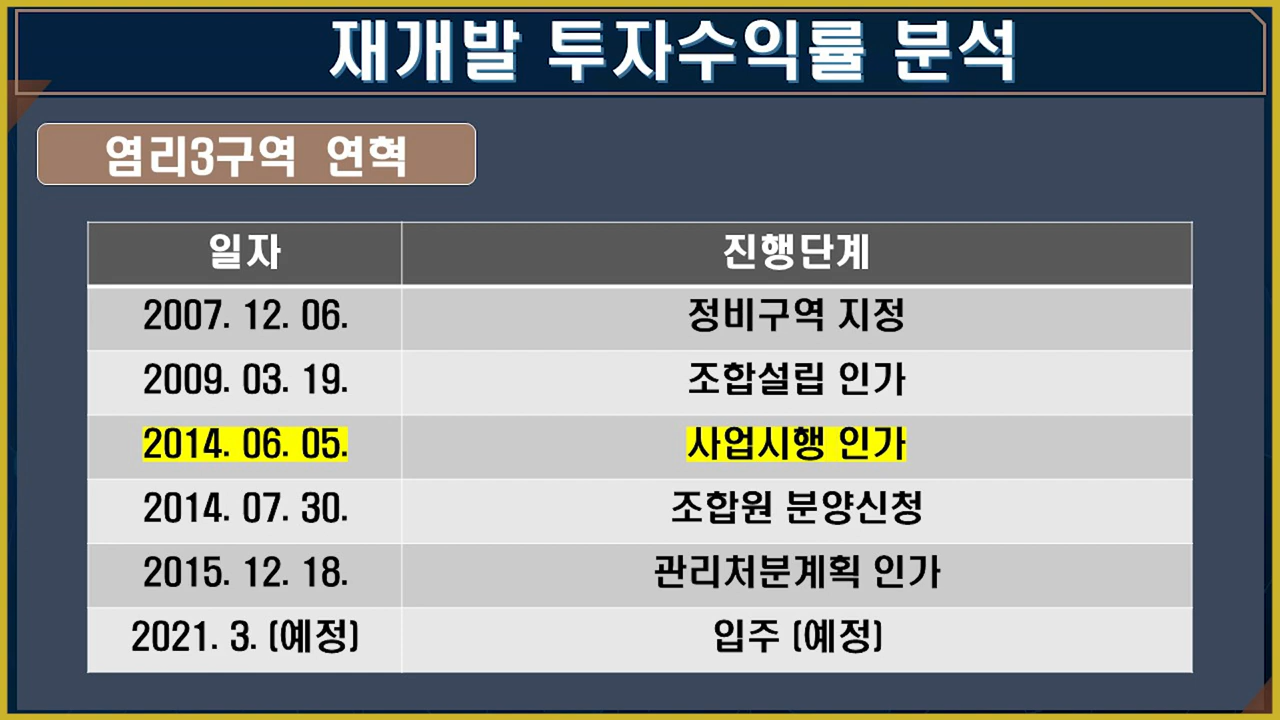 재개발 투자수익률 분석
염리3구역 연혁
일자 진행단계
2007. 12. 06. 정비구역 지정
2009. 03. 19. 조합설립 인가
2014. 06. 05. 사업시행 인가
2014. 07. 30. 조합원 분양신청
2015. 12. 18. 관리처분계획 인가
2021. 3. (예정) 입주 (예정)